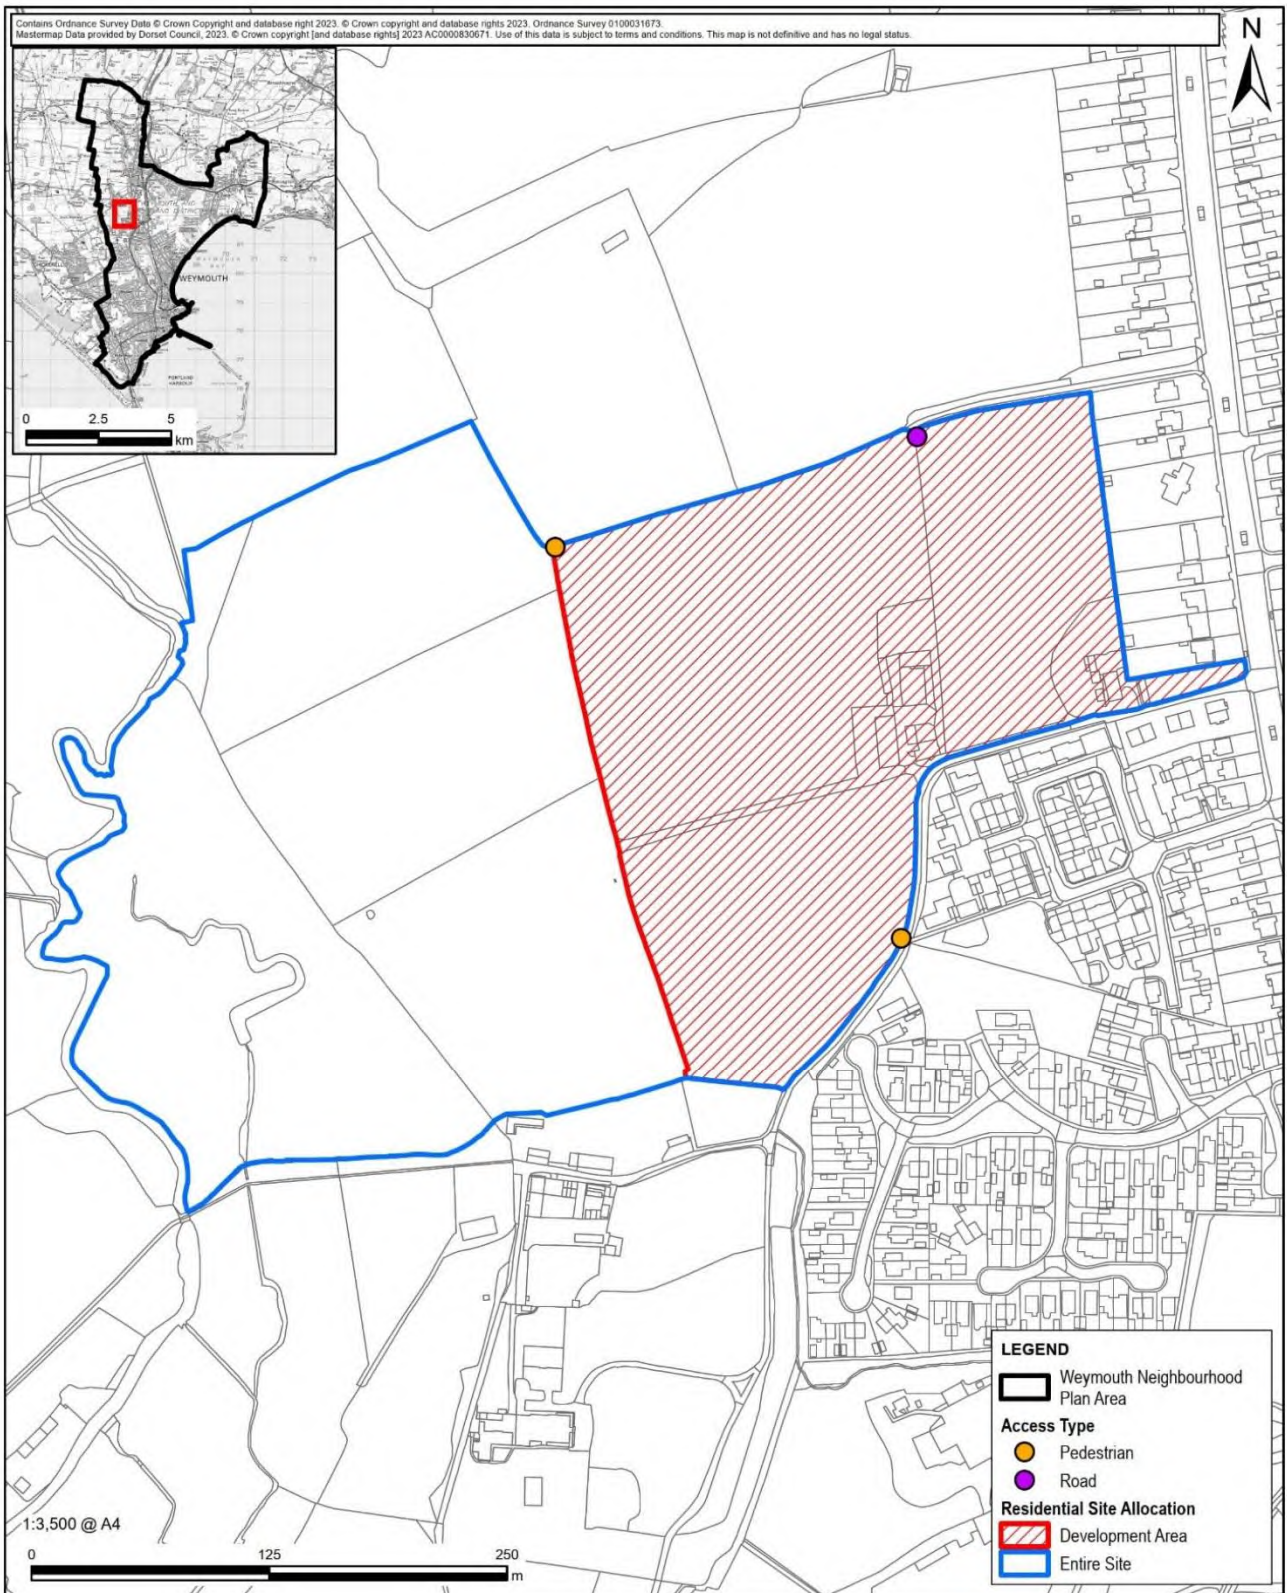 Contains Ordnance Survey Data © Crown Copyright and database right 2023. © Crown copyright and database rights 2023. Ordnance Survey 0100031673.
Mastermap Data provided by Dorset Council, 2023. © Crown copyright [and database rights] 2023 AC0000830671. Use of this data is subject to terms and conditions. This map is not definitive and has no legal status.
N
WEYMOUTH
PORTLAND
HARBOUR
0 2.5 5
km
LEGEND
Weymouth Neighbourhood
Plan Area
Access Type
Pedestrian
Road
Residential Site Allocation
Development Area
Entire Site
1:3,500 @ A4
0 125 250
m